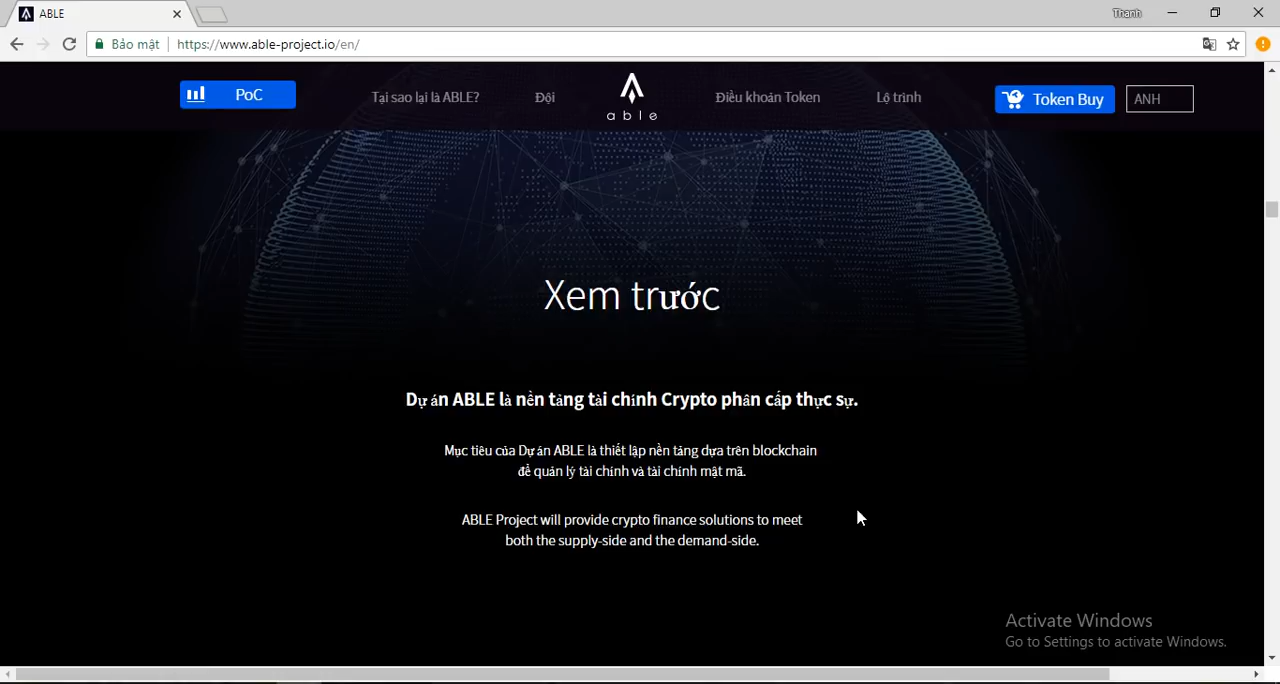 ABLE
Thanh
Bảo mật
https://www.able-project.io/en/
PoC
Tại sao lại là ABLE?
Đội
able
Điều khoản Token
Lộ trình
Token Buy
ANH
Xem trước
Dự án ABLE là nền tảng tài chính Crypto phân cấp thực sự.
Mục tiêu của Dự án ABLE là thiết lập nền tảng dựa trên blockchain
để quản lý tài chính và tài chính mật mã.
ABLE Project will provide crypto finance solutions to meet
both the supply-side and the demand-side.
Activate Windows
Go to Settings to activate Windows.